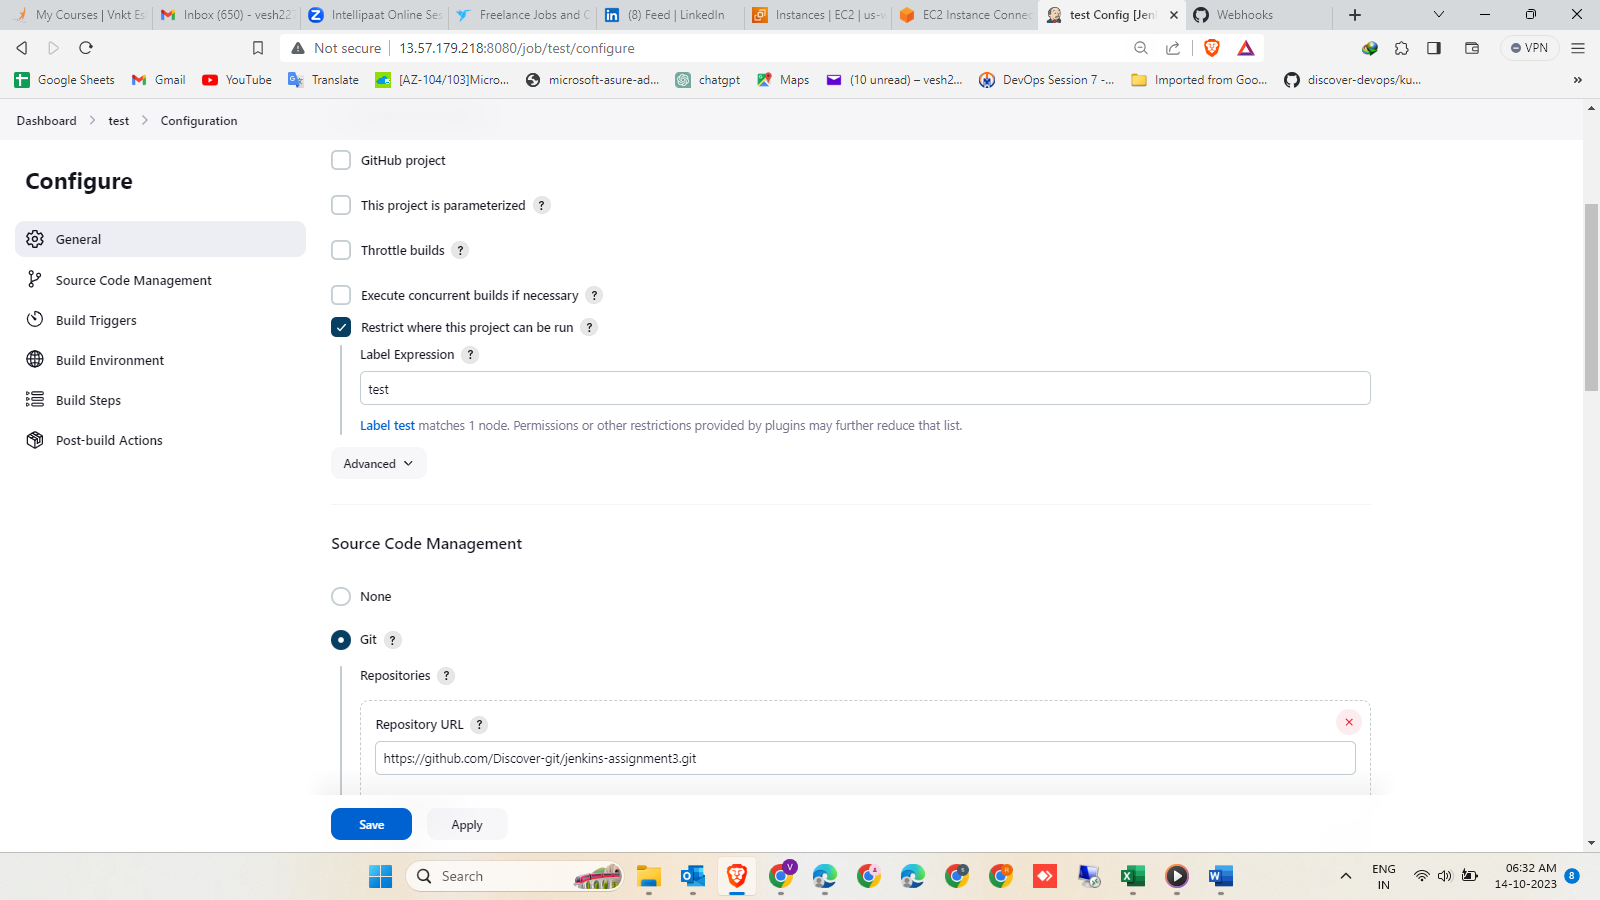 My Courses | Vnkt Es
Inbox (650) - vesh22
Intellipaat Online Ses
Freelance Jobs and C
(8) Feed | LinkedIn
Instances | EC2 | us-w
EC2 Instance Connec
test Config [Jen
Webhooks
Not secure
13.57.179.218:8080/job/test/configure
VPN
Google Sheets
Gmail
YouTube
Translate
[AZ-104/103]Micro...
microsoft-asure-ad...
chatgpt
Maps
(10 unread) – vesh2...
DevOps Session 7 -...
Imported from Goo...
discover-devops/ku...
»
Dashboard > test > Configuration
Configure
General
Source Code Management
Build Triggers
Build Environment
Build Steps
Post-build Actions
GitHub project
This project is parameterized ?
Throttle builds ?
Execute concurrent builds if necessary ?
Restrict where this project can be run ?
Label Expression ?
test
Label test matches 1 node. Permissions or other restrictions provided by plugins may further reduce that list.
Advanced
Source Code Management
None
Git ?
Repositories ?
Repository URL ?
https://github.com/Discover-git/jenkins-assignment3.git
Save
Apply
Search
ENG
IN
06:32 AM
14-10-2023
8